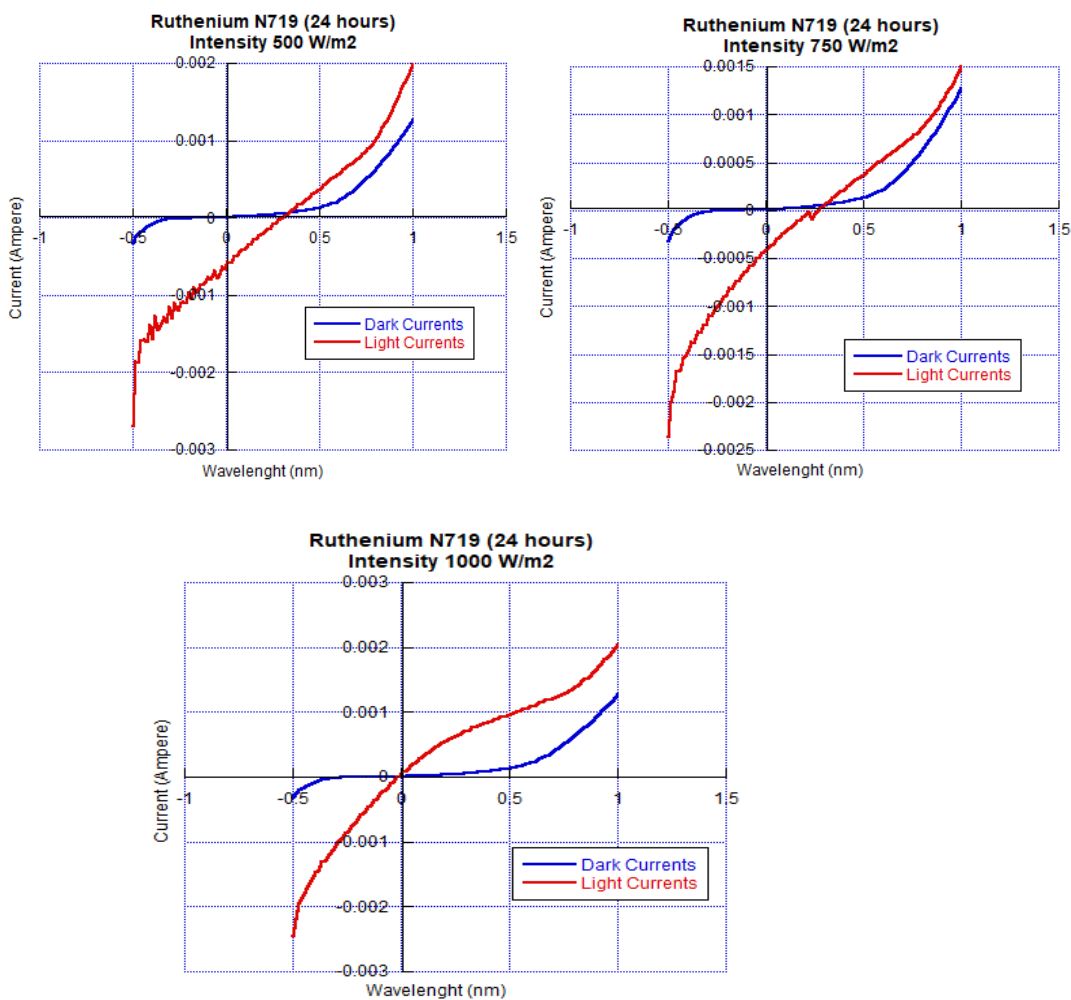 Ruthenium N719 (24 hours)
Intensity 500 W/m2
0.002
0.001
0
-1
-0.5
0
0.5
1
1.5
-0.001
-0.002
-0.003
Current (Ampere)
Dark Currents
Light Currents
Wavelenght (nm)
Ruthenium N719 (24 hours)
Intensity 750 W/m2
0.0015
0.001
0.0005
0
-1
-0.5
0
0.5
1
1.5
-0.0005
-0.001
-0.0015
-0.002
-0.0025
Current (Ampere)
Dark Currents
Light Currents
Wavelenght (nm)
Ruthenium N719 (24 hours)
Intensity 1000 W/m2
0.003
0.002
0.001
0
-1
-0.5
0
0.5
1
1.5
-0.001
-0.002
-0.003
Current (Ampere)
Dark Currents
Light Currents
Wavelenght (nm)